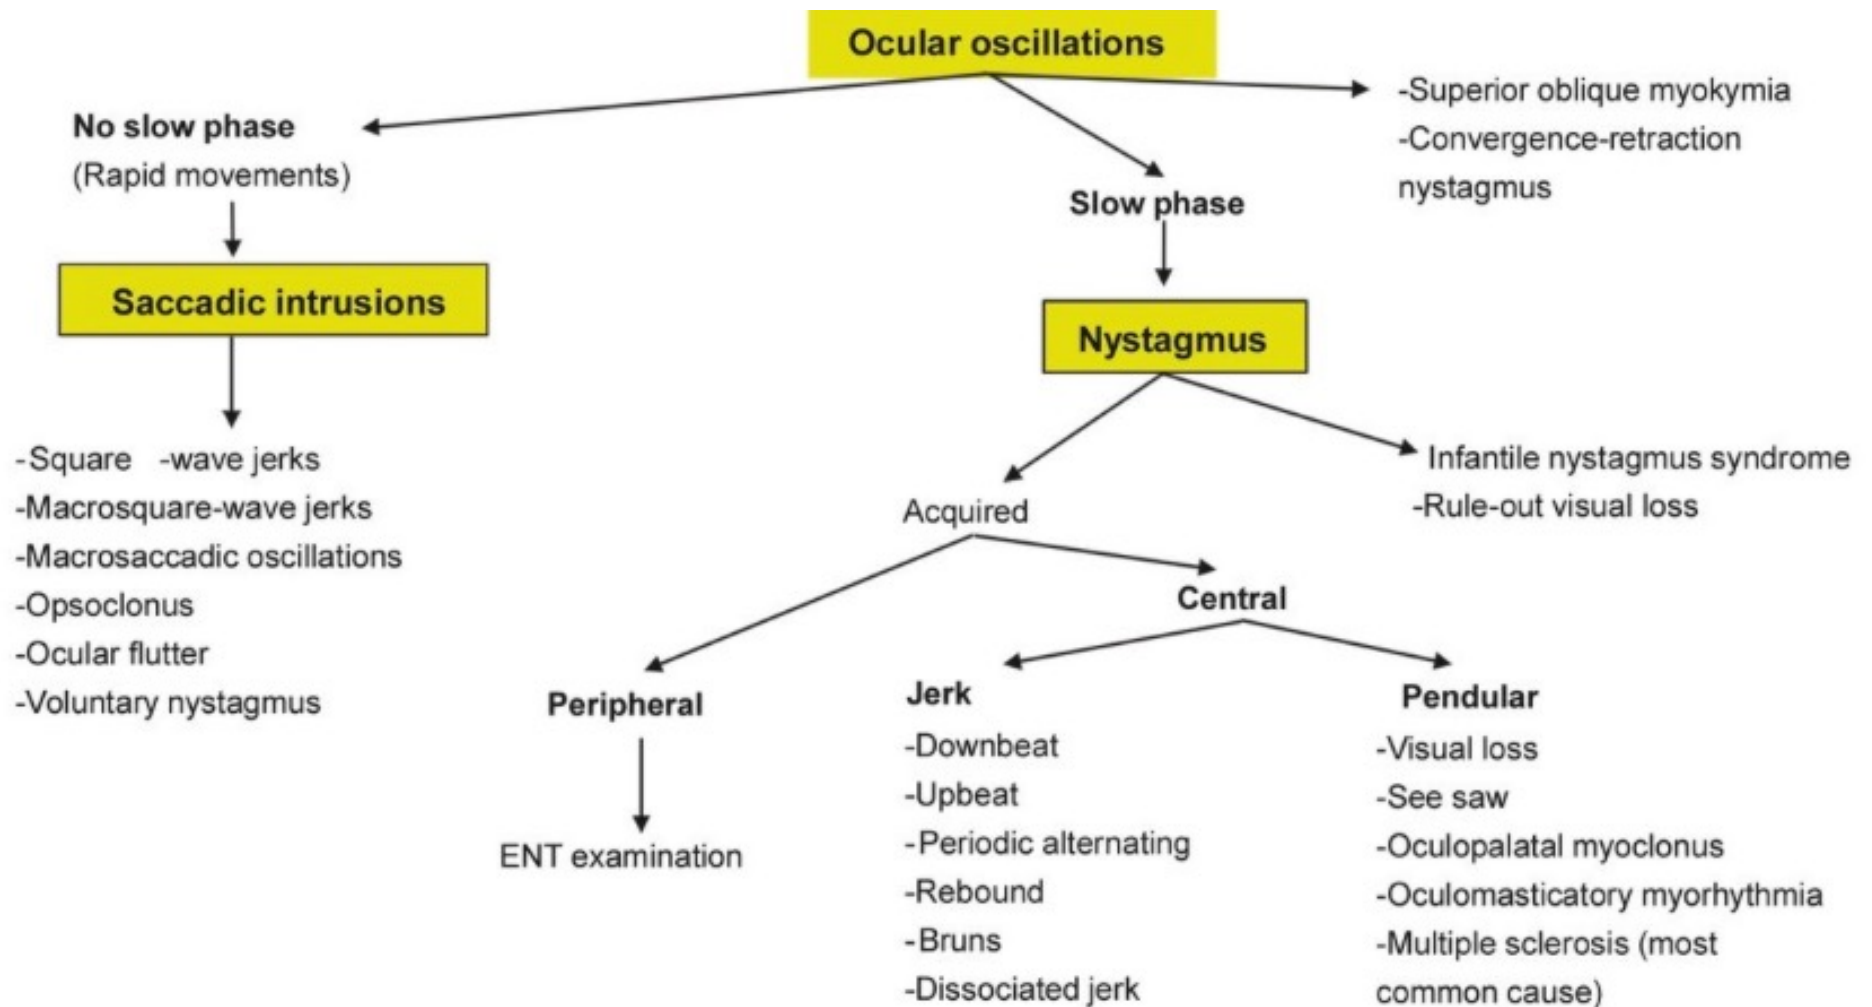 Ocular oscillations
-Superior oblique myokymia
-Convergence-retraction
nystagmus
No slow phase
(Rapid movements)
Slow phase
Saccadic intrusions
Nystagmus
-Square -wave jerks
-Macrosquare-wave jerks
-Macrosaccadic oscillations
-Opsoclonus
-Ocular flutter
-Voluntary nystagmus
Infantile nystagmus syndrome
-Rule-out visual loss
Acquired
Central
Peripheral
ENT examination
Jerk
-Downbeat
-Upbeat
-Periodic alternating
-Rebound
-Bruns
-Dissociated jerk
Pendular
-Visual loss
-See saw
-Oculopalatal myoclonus
-Oculomasticatory myorhythmia
-Multiple sclerosis (most
common cause)